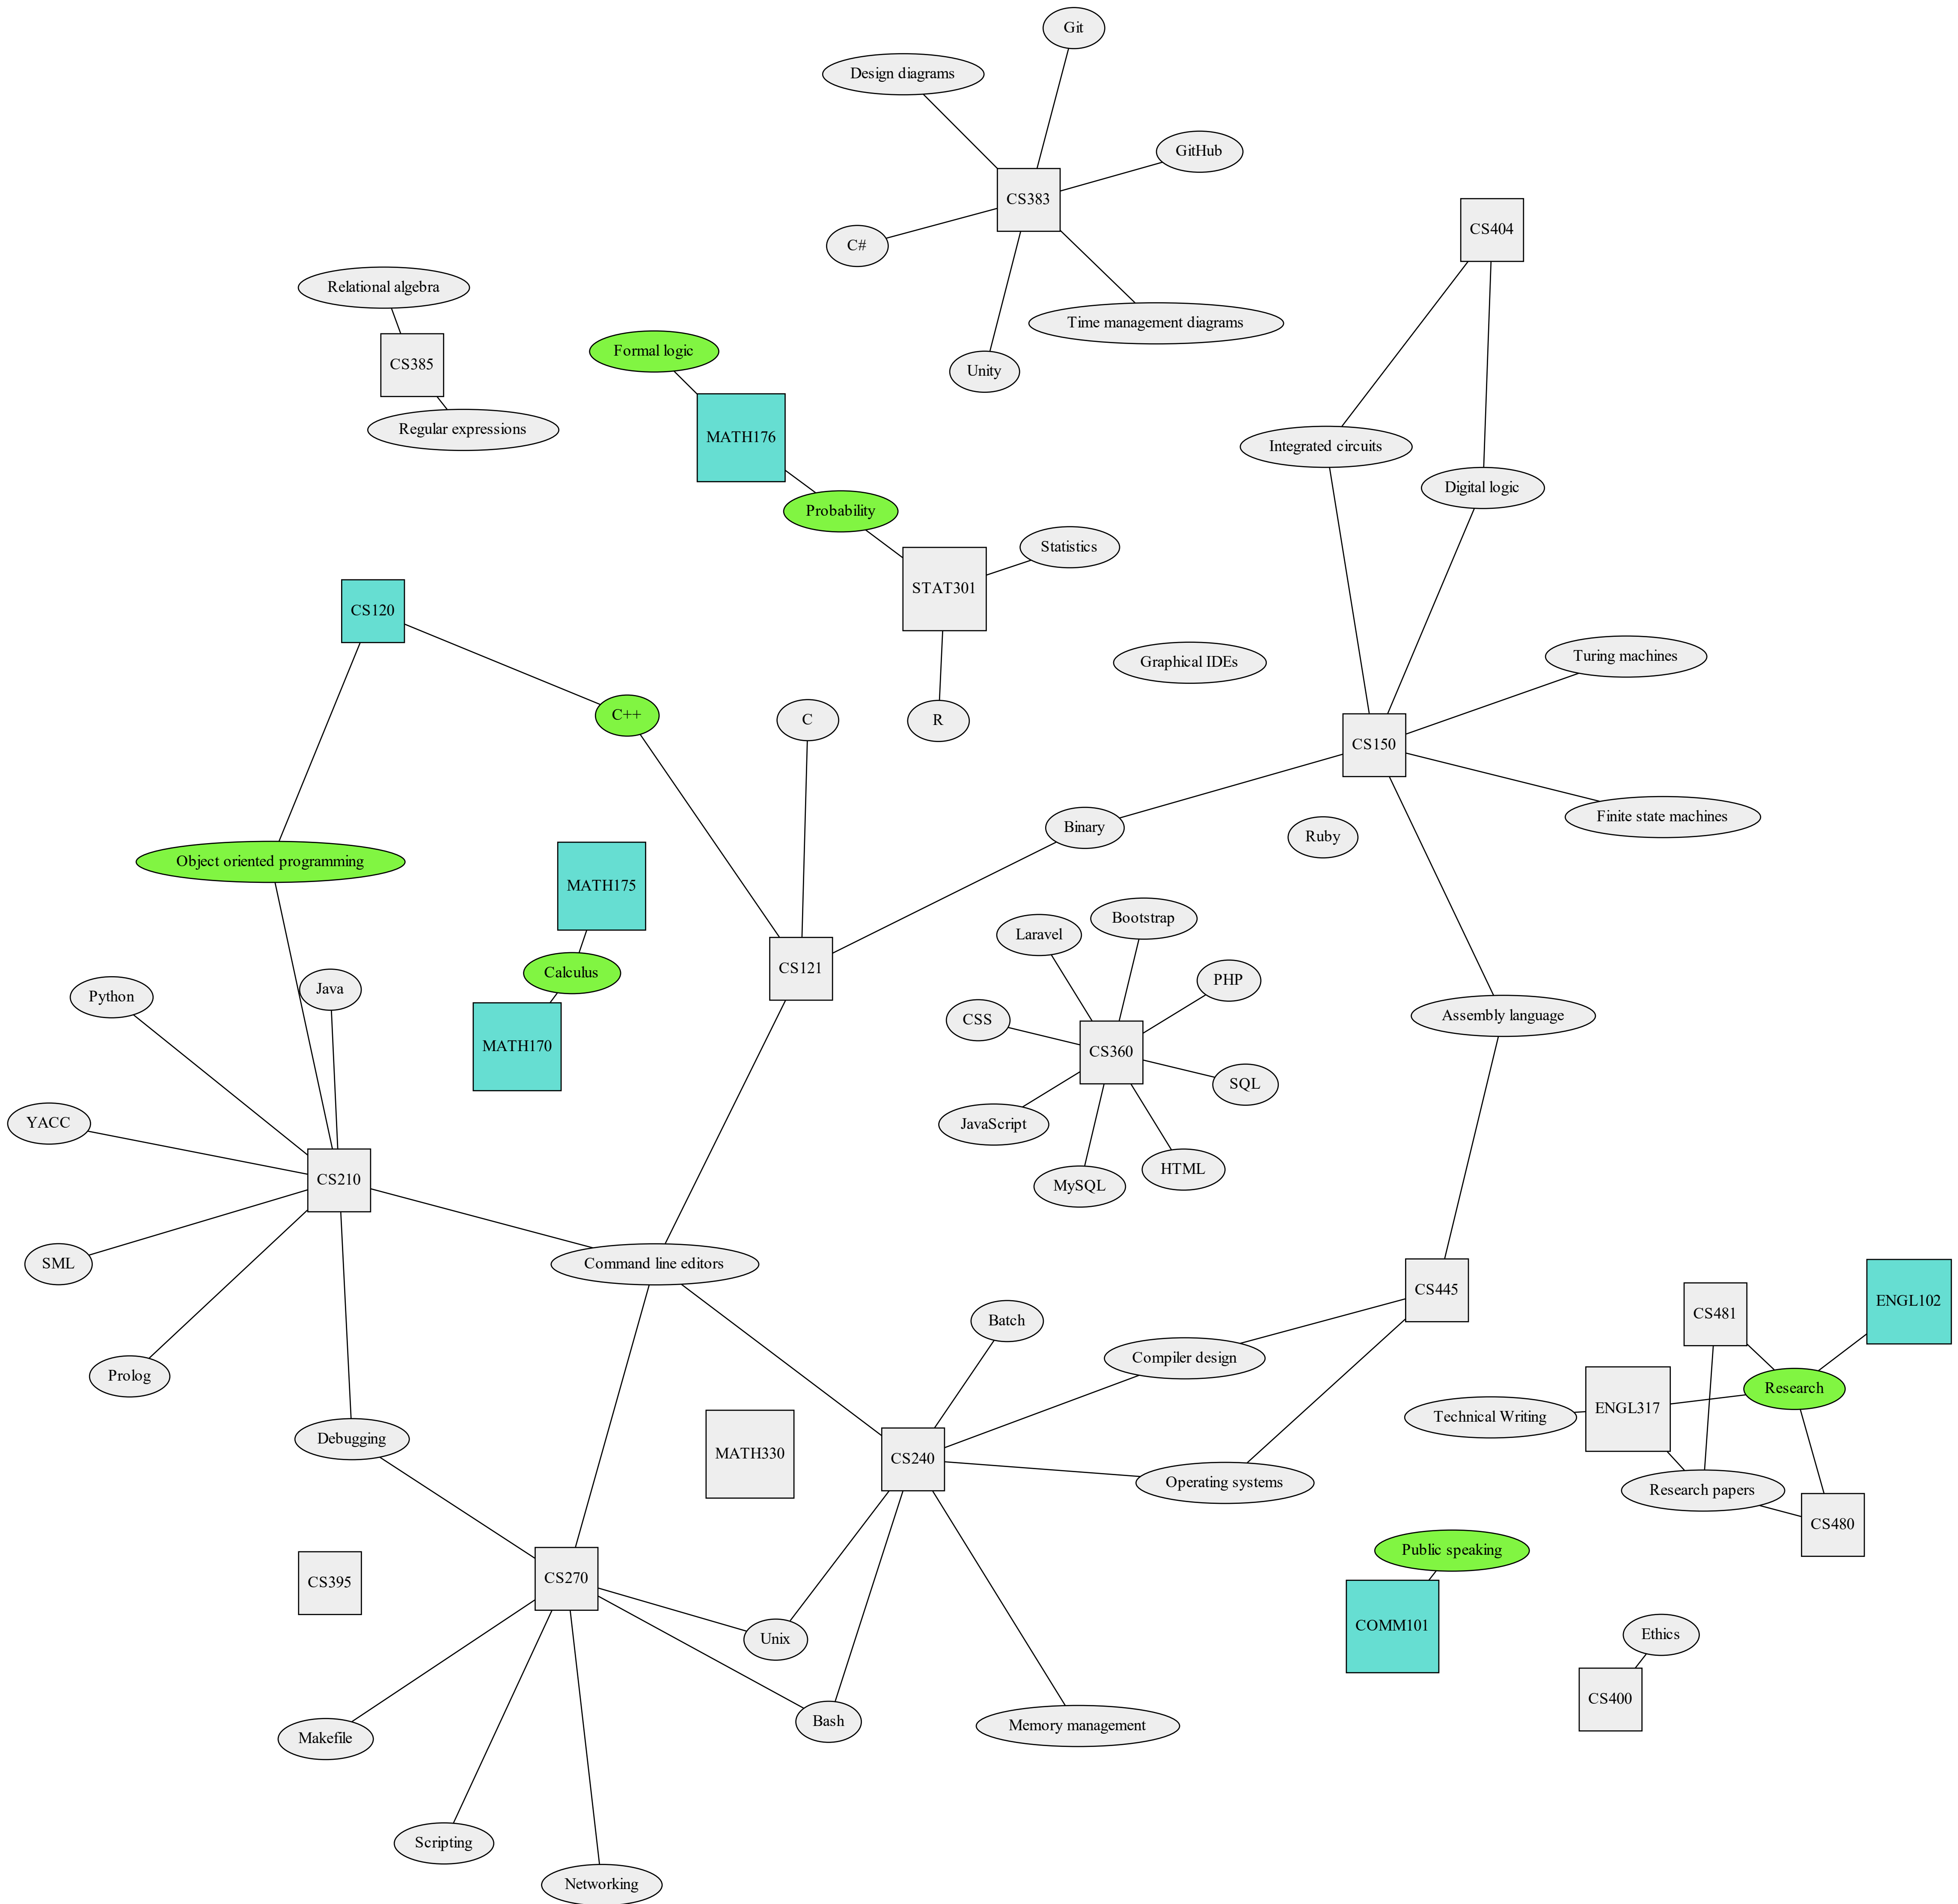 Git
Design diagrams
GitHub
CS383
CS404
C#
Relational algebra
Time management diagrams
Formal logic
CS385
Unity
Regular expressions
MATH176
Integrated circuits
Digital logic
Probability
Statistics
STAT301
CS120
Graphical IDEs
Turing machines
C++
C
R
CS150
Finite state machines
Binary
Ruby
Object oriented programming
MATH175
Bootstrap
Laravel
CS121
Calculus
PHP
Java
Python
Assembly language
CSS
MATH170
CS360
SQL
YACC
JavaScript
HTML
CS210
MySQL
SML
Command line editors
CS445
ENGL102
CS481
Batch
Compiler design
Prolog
Research
ENGL317
Technical Writing
Debugging
MATH330
CS240
Operating systems
Research papers
CS480
Public speaking
CS395
CS270
COMM101
Unix
Ethics
CS400
Bash
Memory management
Makefile
Scripting
Networking